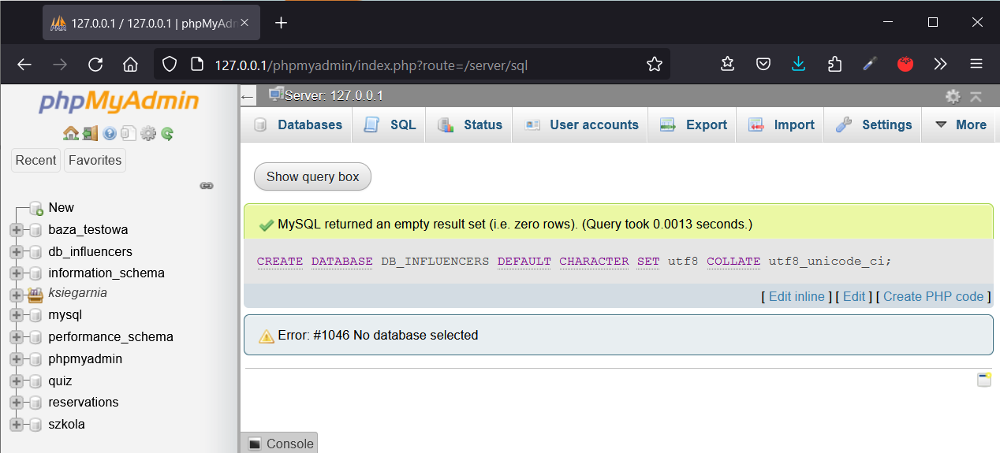 127.0.0.1 / 127.0.0.1 | phpMyAdn
127.0.0.1/phpmyadmin/index.php?route=/server/sql
phpMyAdmin
Recent Favorites
New
baza_testowa
db_influencers
information_schema
ksiegarnia
mysql
performance_schema
phpmyadmin
quiz
reservations
szkola
Server: 127.0.0.1
Databases SQL Status User accounts Export Import Settings More
Show query box
MySQL returned an empty result set (i.e. zero rows). (Query took 0.0013 seconds.)
CREATE DATABASE DB_INFLUENCERS DEFAULT CHARACTER SET utf8 COLLATE utf8_unicode_ci;
[ Edit inline ] [ Edit ] [ Create PHP code ]
Error: #1046 No database selected
Console